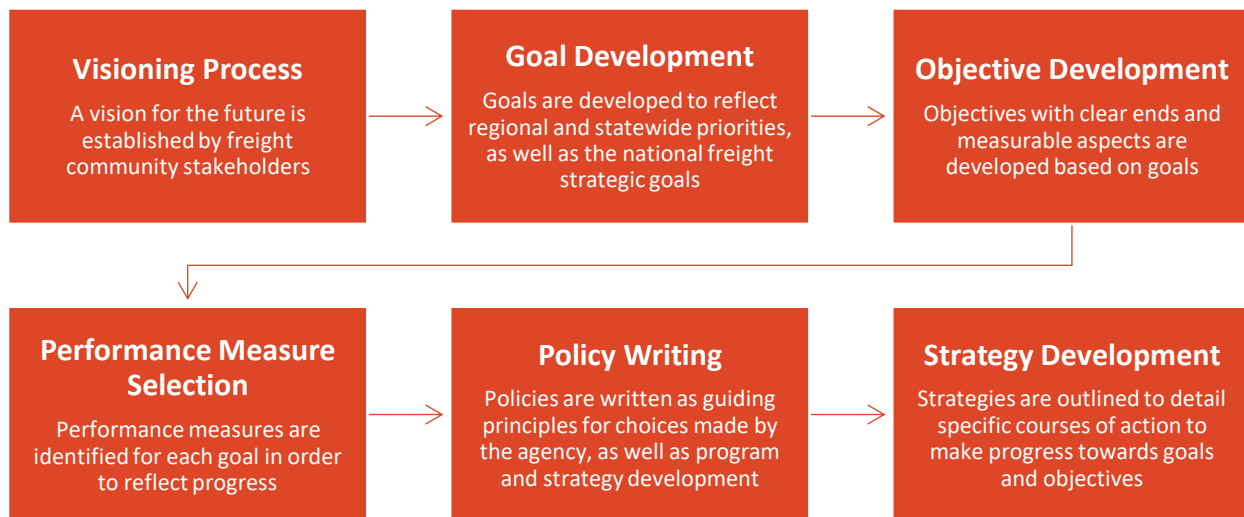 Visioning Process
A vision for the future is
established by freight
community stakeholders
Goal Development
Goals are developed to reflect
regional and statewide priorities,
as well as the national freight
strategic goals
Objective Development
Objectives with clear ends and
measurable aspects are
developed based on goals
Performance Measure
Selection
Performance measures are
identified for each goal in order
to reflect progress
Policy Writing
Policies are written as guiding
principles for choices made by
the agency, as well as program
and strategy development
Strategy Development
Strategies are outlined to detail
specific courses of action to
make progress towards goals
and objectives